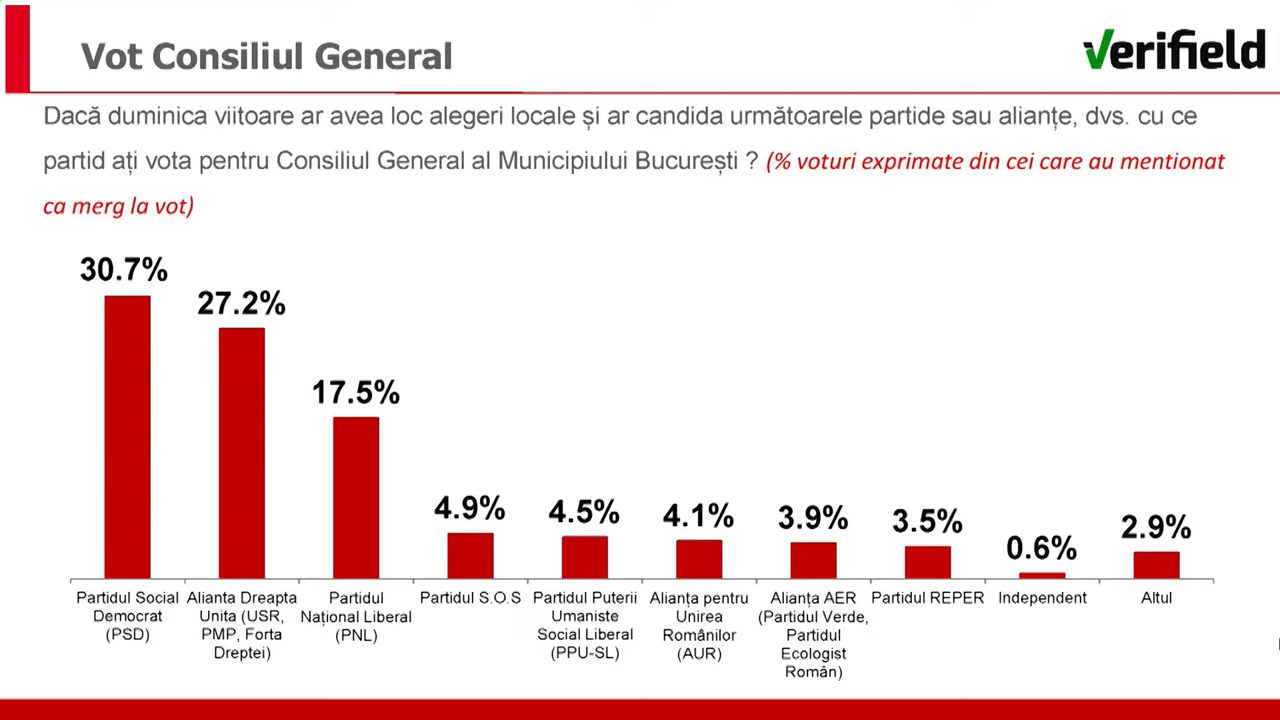 Vot Consiliul General
Verifield
Dacă duminica viitoare ar avea loc alegeri locale și ar candida următoarele partide sau alianțe, dvs. cu ce
partid ați vota pentru Consiliul General al Municipiului București ? (% voturi exprimate din cei care au mentionat
ca merg la vot)
30.7%
27.2%
17.5%
4.9%
4.5%
4.1%
3.9%
3.5%
0.6%
2.9%
Partidul Social
Democrat
(PSD)
Alianta Dreapta
Unita (USR,
PMP, Forta
Dreptei)
Partidul
Național Liberal
(PNL)
Partidul S.O.S
Partidul Puterii
Umaniste
Social Liberal
(PPU-SL)
Alianța pentru
Unirea
Românilor
(AUR)
Alianța AER
(Partidul Verde,
Partidul
Ecologist
Român)
Partidul REPER
Independent
Altul